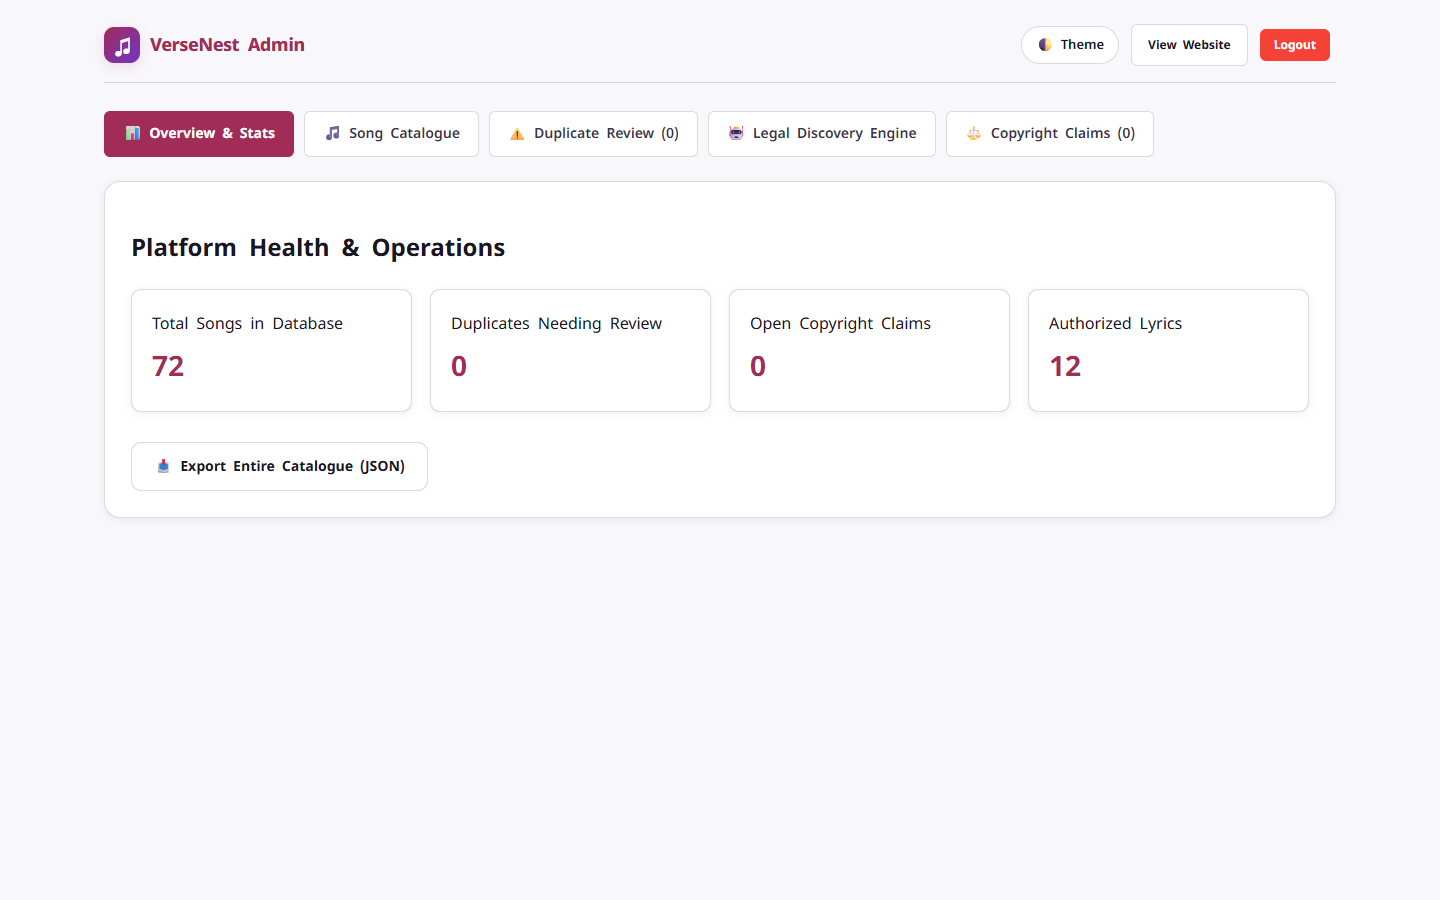 VerseNest Admin
Theme
View Website
Logout
Overview & Stats
Song Catalogue
Duplicate Review (0)
Legal Discovery Engine
Copyright Claims (0)
Platform Health & Operations
Total Songs in Database
72
Duplicates Needing Review
0
Open Copyright Claims
0
Authorized Lyrics
12
Export Entire Catalogue (JSON)